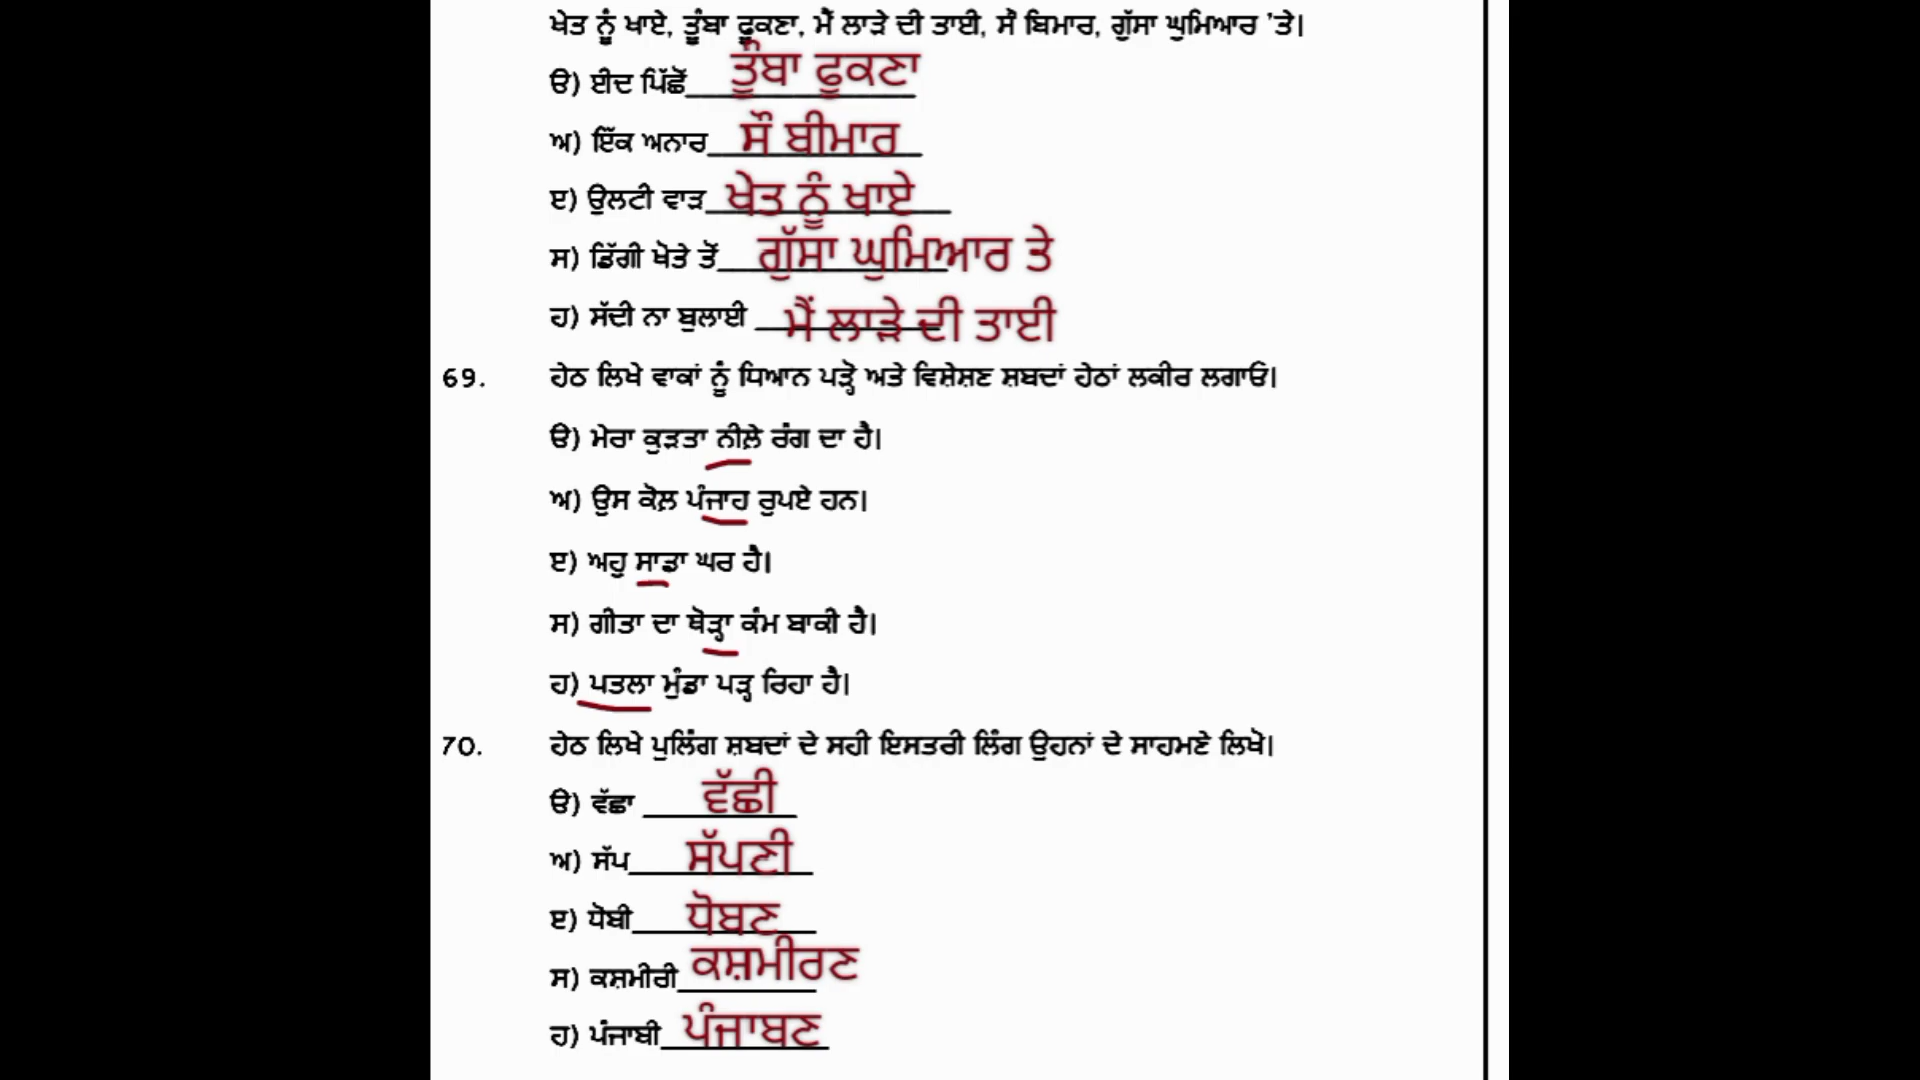 ਖੇਤ ਨੂੰ ਖਾਏ, ਤੂੰਬਾ ਫੂਕਣਾ, ਮੈਂ ਲਾੜੇ ਦੀ ਤਾਈ, ਸੌ ਬਿਮਾਰ, ਗੁੱਸਾ ਘੁਮਿਆਰ 'ਤੇ।
ੳ) ਈਦ ਪਿੱਛੋਂ ਤੂੰਬਾ ਫੂਕਣਾ
ਅ) ਇੱਕ ਅਨਾਰ ਸੌ ਬੀਮਾਰ
ੲ) ਉਲਟੀ ਵਾੜ ਖੇਤ ਨੂੰ ਖਾਏ
ਸ) ਡਿੱਗੀ ਖੋਤੇ ਤੋਂ ਗੁੱਸਾ ਘੁਮਿਆਰ ਤੇ
ਹ) ਸੱਦੀ ਨਾ ਬੁਲਾਈ ਮੈਂ ਲਾੜੇ ਦੀ ਤਾਈ
69. ਹੇਠ ਲਿਖੇ ਵਾਕਾਂ ਨੂੰ ਧਿਆਨ ਪੜ੍ਹੋ ਅਤੇ ਵਿਸ਼ੇਸ਼ਣ ਸ਼ਬਦਾਂ ਹੇਠਾਂ ਲਕੀਰ ਲਗਾਓ।
ੳ) ਮੇਰਾ ਕੁੜਤਾ ਨੀਲ਼ੇ ਰੰਗ ਦਾ ਹੈ।
ਅ) ਉਸ ਕੋਲ਼ ਪੰਜਾਹ ਰੁਪਏ ਹਨ।
ੲ) ਅਹੁ ਸਾਡਾ ਘਰ ਹੈ।
ਸ) ਗੀਤਾ ਦਾ ਥੋੜ੍ਹਾ ਕੰਮ ਬਾਕੀ ਹੈ।
ਹ) ਪਤਲਾ ਮੁੰਡਾ ਪੜ੍ਹ ਰਿਹਾ ਹੈ।
70. ਹੇਠ ਲਿਖੇ ਪੁਲਿੰਗ ਸ਼ਬਦਾਂ ਦੇ ਸਹੀ ਇਸਤਰੀ ਲਿੰਗ ਉਹਨਾਂ ਦੇ ਸਾਹਮਣੇ ਲਿਖੋ।
ੳ) ਵੱਛਾ ਵੱਛੀ
ਅ) ਸੱਪ ਸੱਪਣੀ
ੲ) ਧੋਬੀ ਧੋਬਣ
ਸ) ਕਸ਼ਮੀਰੀ ਕਸ਼ਮੀਰਣ
ਹ) ਪੰਜਾਬੀ ਪੰਜਾਬਣ